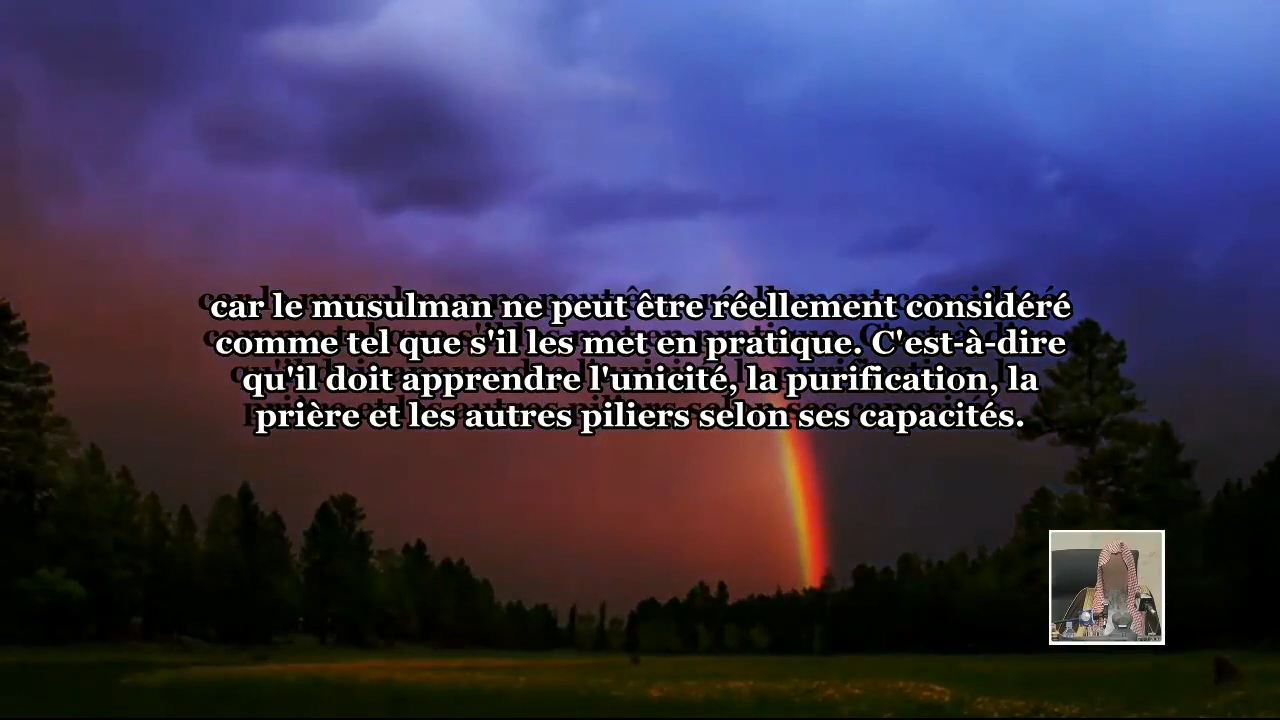 car le musulman ne peut être réellement considéré
comme tel que s'il les met en pratique. C'est-à-dire
qu'il doit apprendre l'unicité, la purification, la
prière et les autres piliers selon ses capacités.